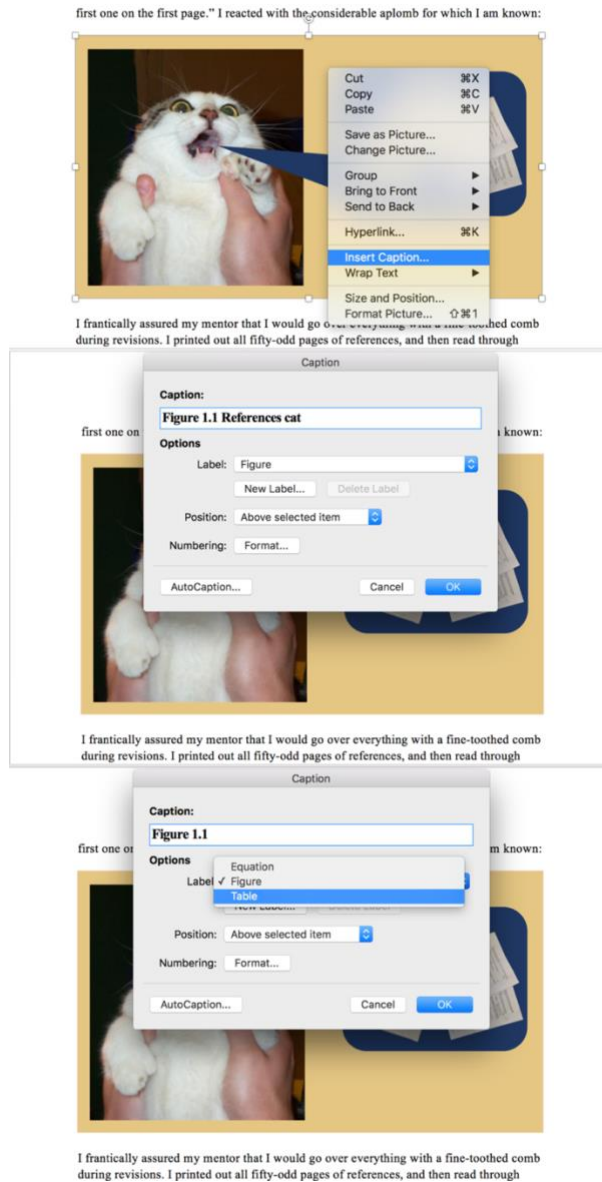 first one on the first page.” I reacted with the considerable aplomb for which I am known:
Cut ⌘X
Copy ⌘C
Paste ⌘V
Save as Picture...
Change Picture...
Group ▶
Bring to Front ▶
Send to Back ▶
Hyperlink... ⌘K
Insert Caption...
Wrap Text ▶
Size and Position...
Format Picture... ⇧⌘1
I frantically assured my mentor that I would go over everything with a fine-toothed comb
during revisions. I printed out all fifty-odd pages of references, and then read through
Caption
Caption:
Figure 1.1 References cat
first one on known:
Options
Label: Figure
New Label... Delete Label
Position: Above selected item
Numbering: Format...
AutoCaption... Cancel OK
I frantically assured my mentor that I would go over everything with a fine-toothed comb
during revisions. I printed out all fifty-odd pages of references, and then read through
Caption
Caption:
Figure 1.1
first one on m known:
Options
Equation
Label ✓ Figure
Table
Position: Above selected item
Numbering: Format...
AutoCaption... Cancel OK
I frantically assured my mentor that I would go over everything with a fine-toothed comb
during revisions. I printed out all fifty-odd pages of references, and then read through